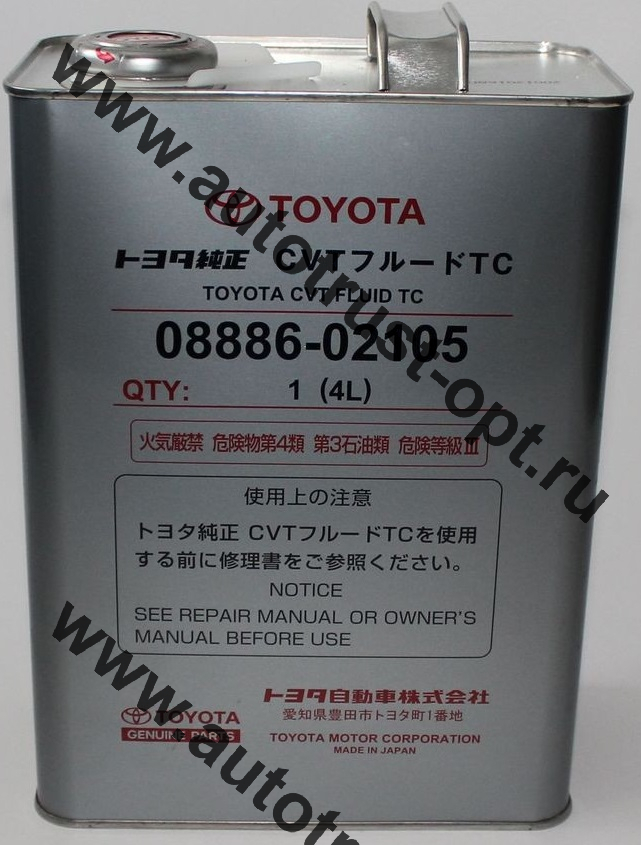 TOYOTA
トヨタ純正 CVTフルードTC
TOYOTA CVT FLUID TC
08886-02105
QTY: 1 (4L)
火気厳禁 危険物第4類 第3石油類 危険等級III
使用上の注意
トヨタ純正 CVTフルードTCを使用
する前に修理書をご参照ください。
NOTICE
SEE REPAIR MANUAL OR OWNER'S
MANUAL BEFORE USE
TOYOTA
GENUINE PARTS
トヨタ自動車株式会社
愛知県豊田市トヨタ町1番地
TOYOTA MOTOR CORPORATION
MADE IN JAPAN
www.autotrust-opt.ru
www.autotr